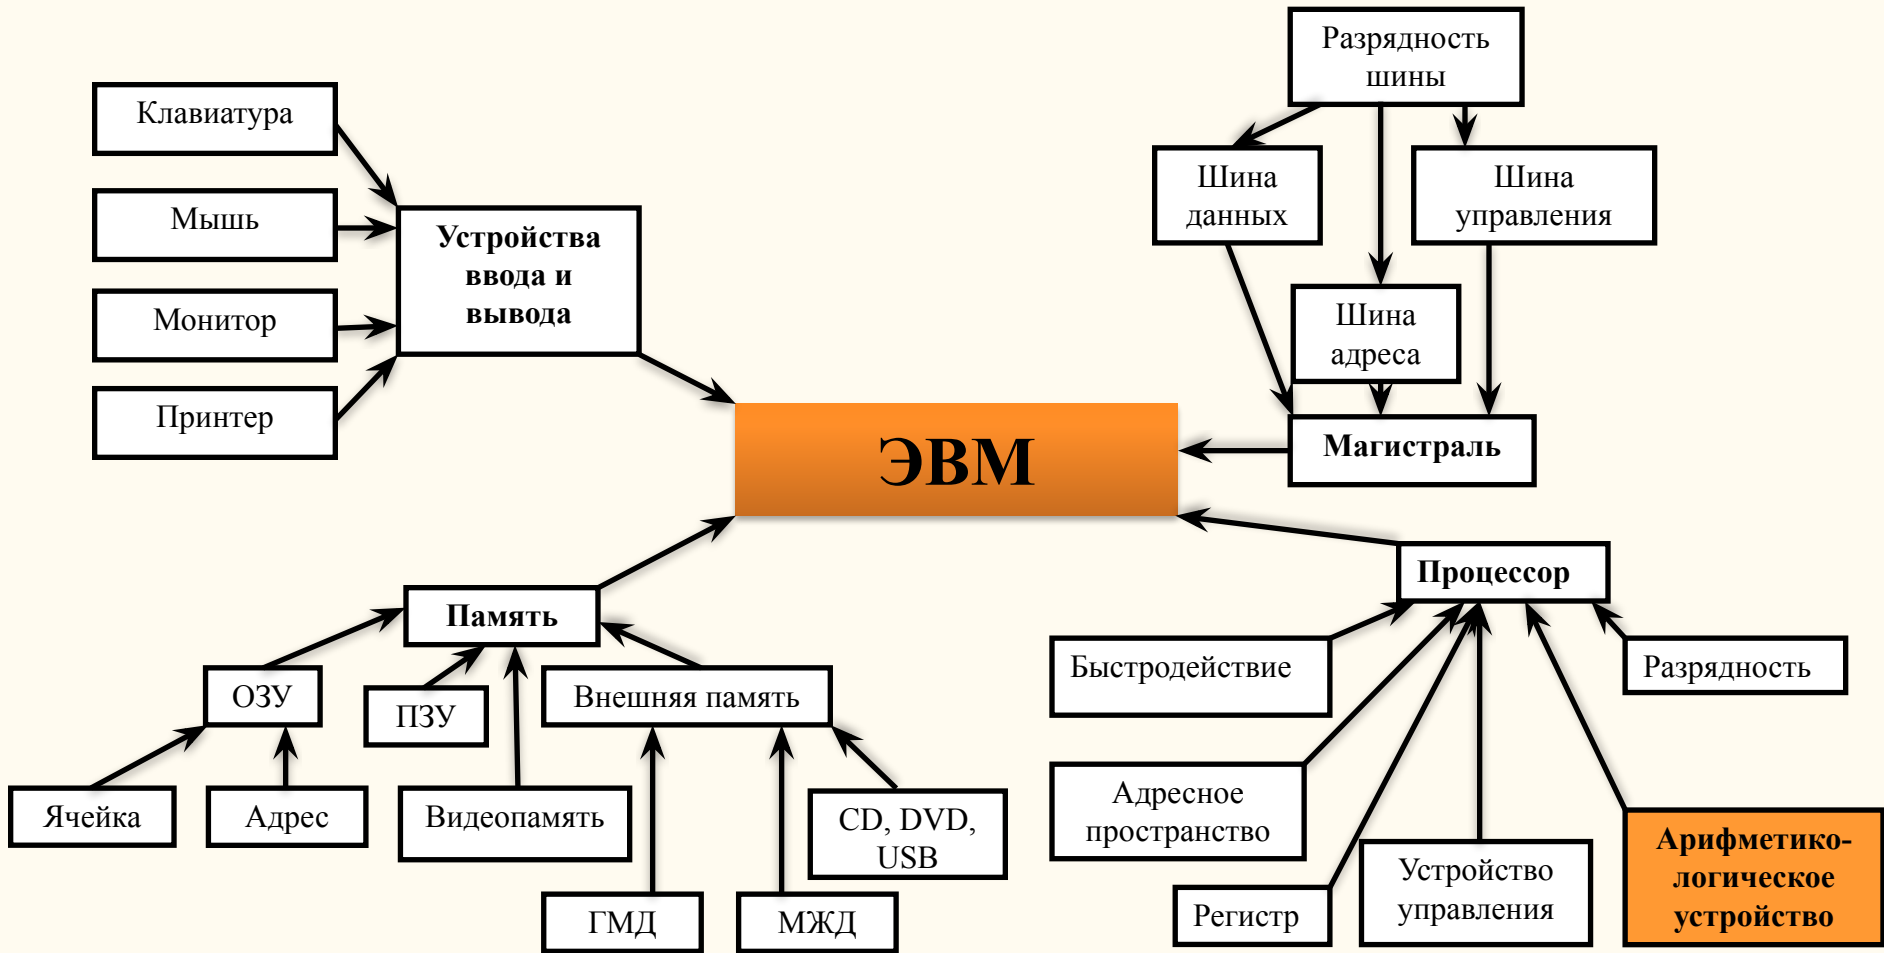 Разрядность
шины
Клавиатура
Мышь
Монитор
Принтер
Устройства
ввода и
вывода
Шина
данных
Шина
управления
Шина
адреса
Магистраль
ЭВМ
Память
ОЗУ
ПЗУ
Внешняя память
Ячейка
Адрес
Видеопамять
CD, DVD,
USB
ГМД
МЖД
Процессор
Быстродействие
Разрядность
Адресное
пространство
Регистр
Устройство
управления
Арифметико-
логическое
устройство